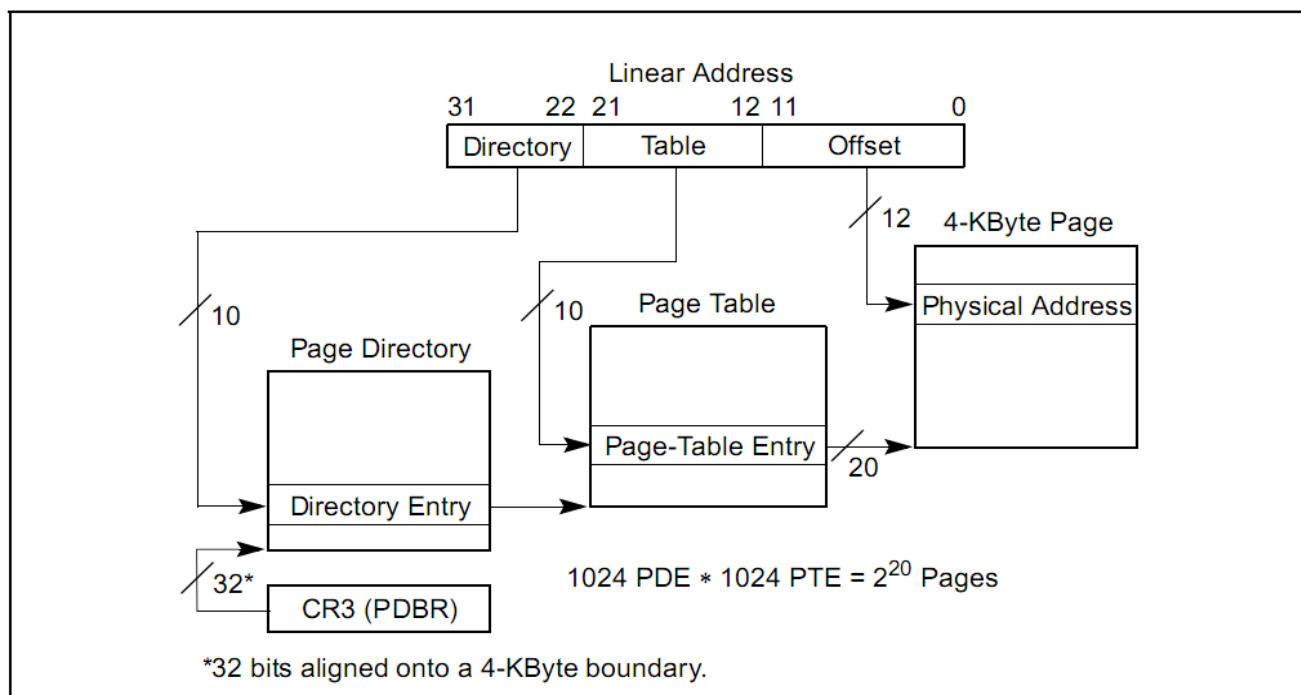 Linear Address
31 22 21 12 11 0
Directory Table Offset
12
4-KByte Page
Physical Address
10
10
Page Table
Page Directory
Page-Table Entry
20
Directory Entry
32*
CR3 (PDBR)
1024 PDE * 1024 PTE = 2^20 Pages
*32 bits aligned onto a 4-KByte boundary.